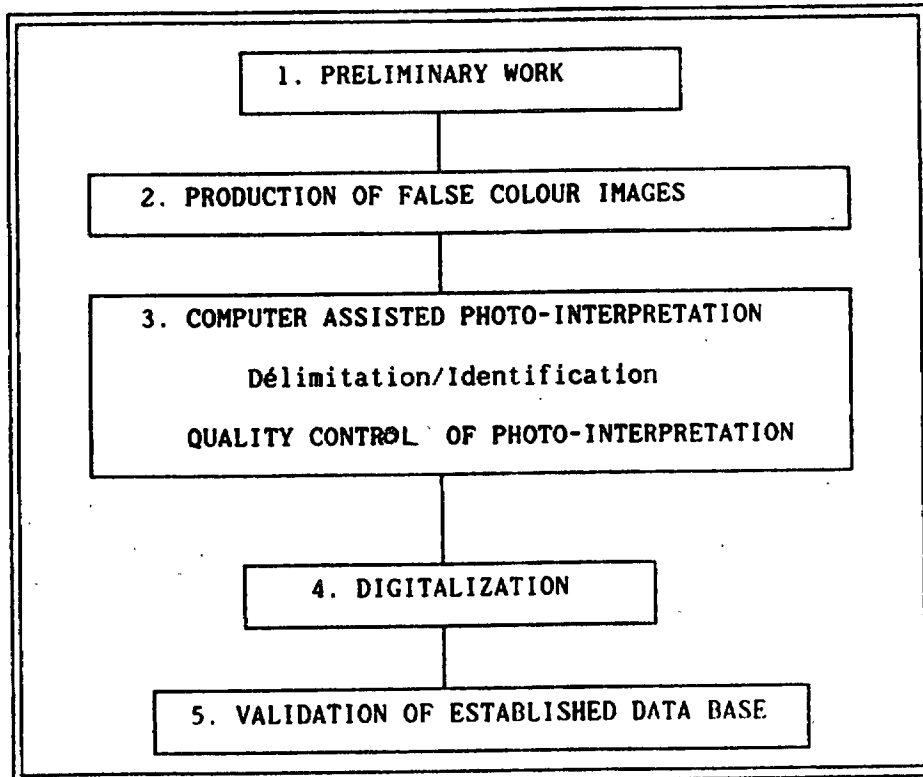 1. PRELIMINARY WORK
2. PRODUCTION OF FALSE COLOUR IMAGES
3. COMPUTER ASSISTED PHOTO-INTERPRETATION
Délimitation/Identification
QUALITY CONTROL OF PHOTO-INTERPRETATION
4. DIGITALIZATION
5. VALIDATION OF ESTABLISHED DATA BASE